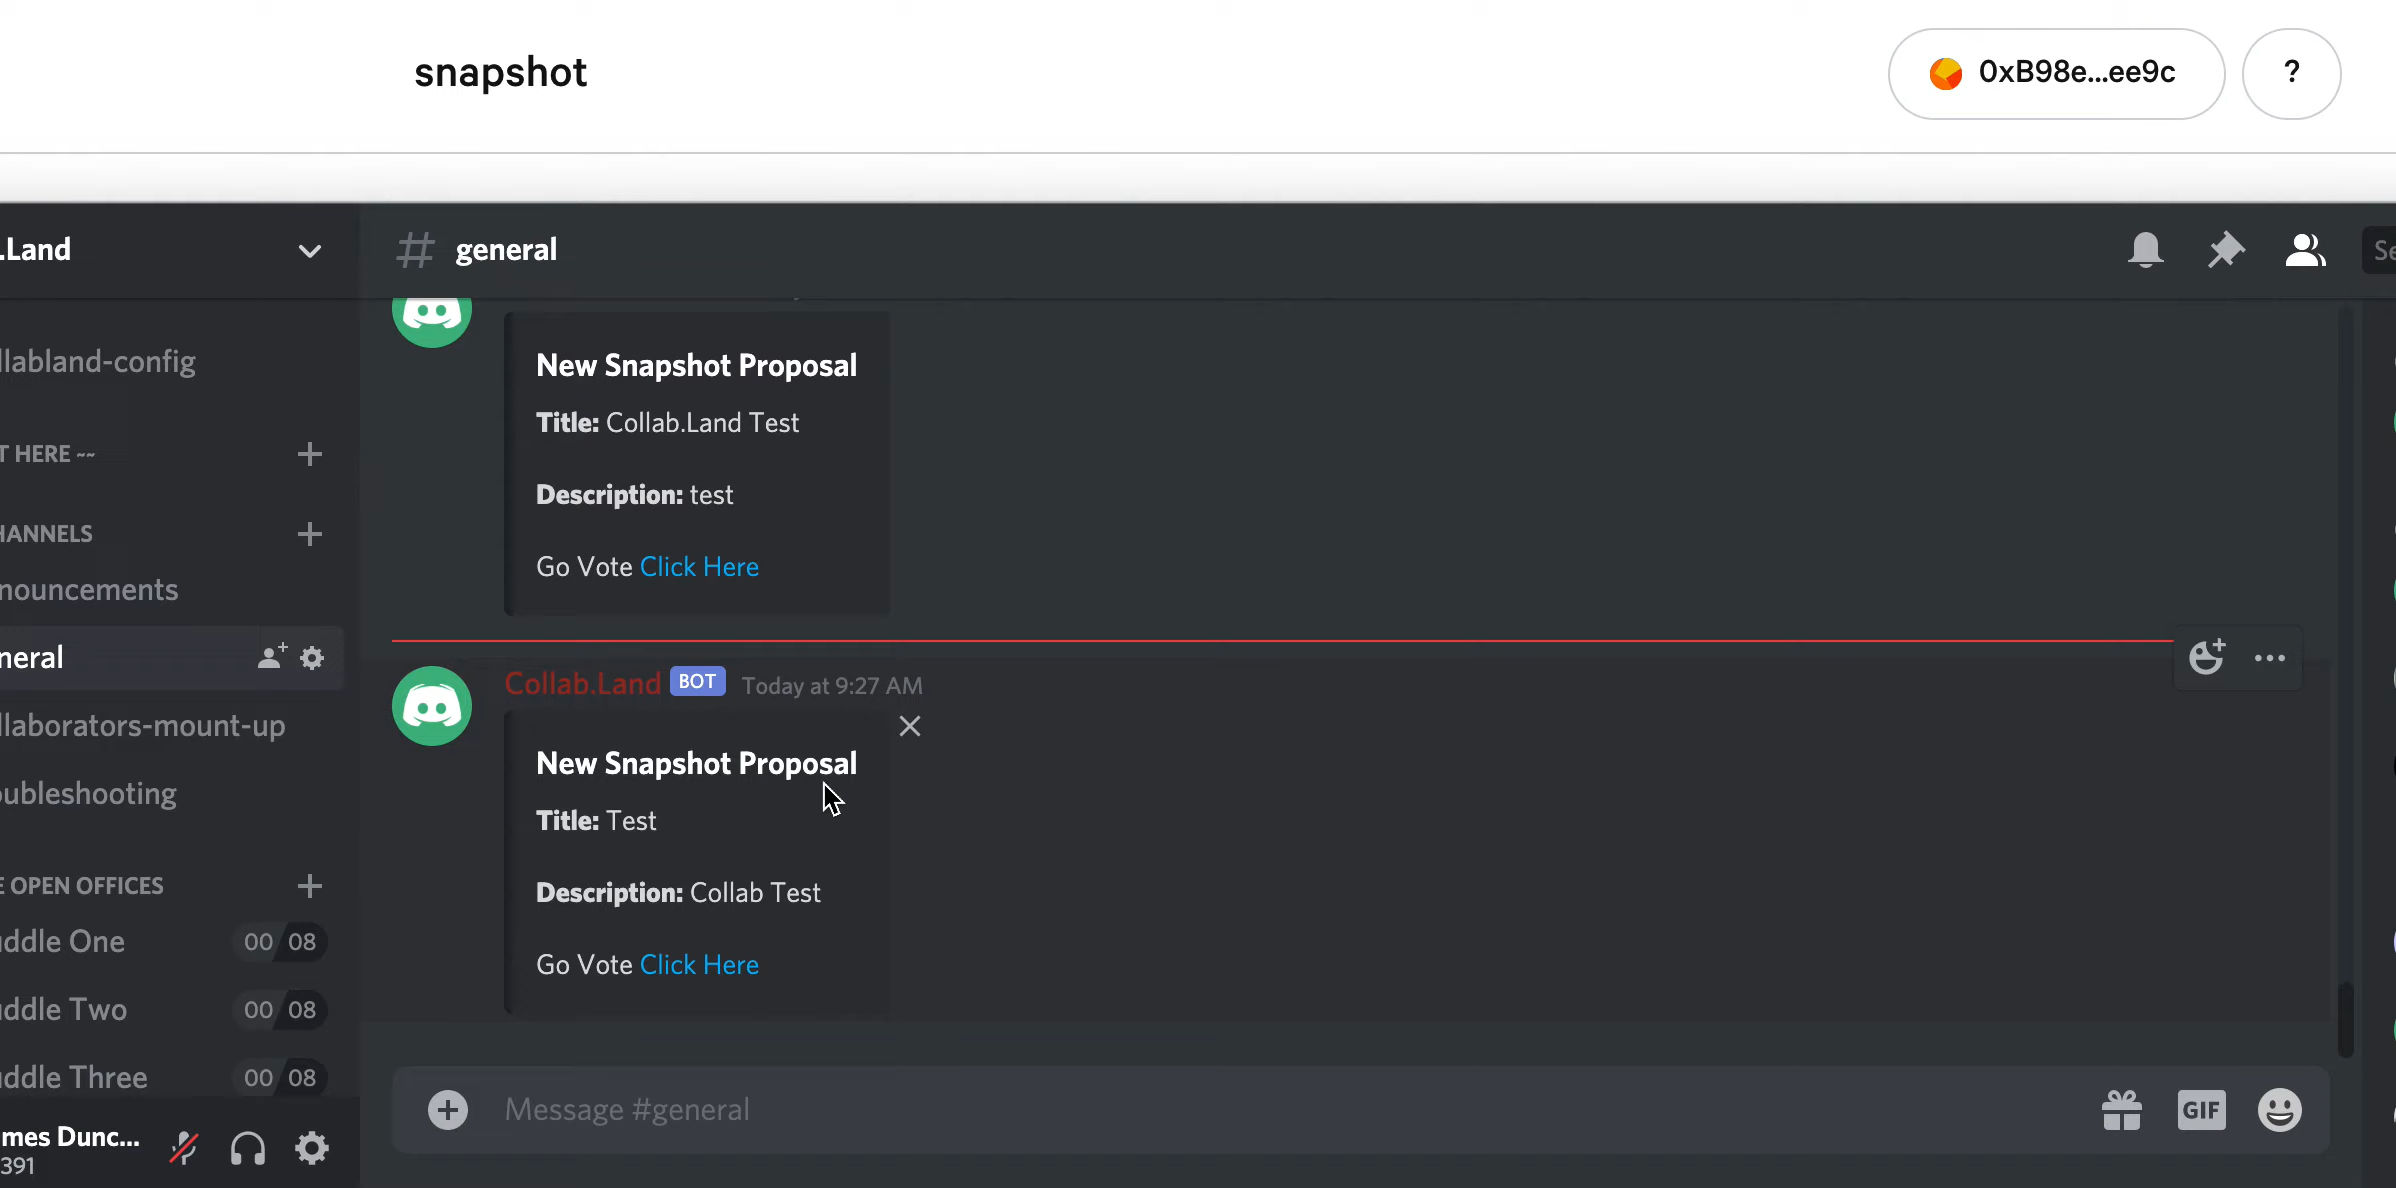 snapshot
0xB98e...ee9c
?
.Land
# general
Se
llabland-config
T HERE ~~
HANNELS
nouncements
neral
llaborators-mount-up
oubleshooting
E OPEN OFFICES
ddle One 00 08
ddle Two 00 08
ddle Three 00 08
mes Dunc...
391
New Snapshot Proposal
Title: Collab.Land Test
Description: test
Go Vote Click Here
Collab.Land BOT Today at 9:27 AM
New Snapshot Proposal
Title: Test
Description: Collab Test
Go Vote Click Here
Message #general
GIF